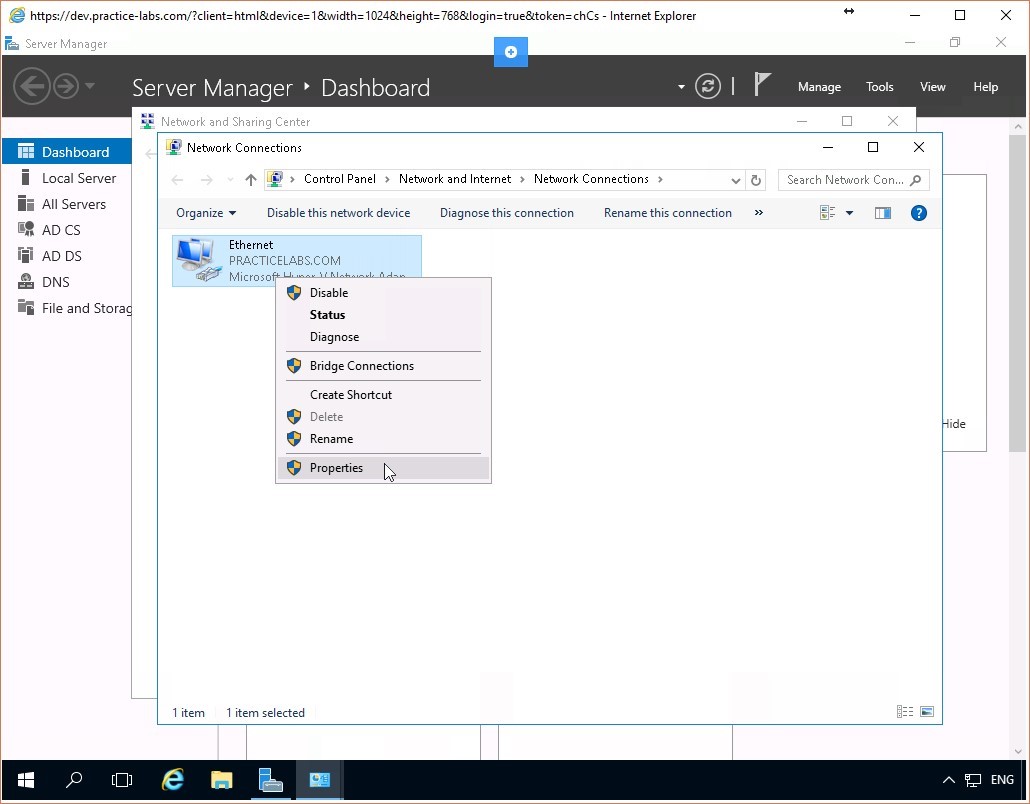 https://dev.practice-labs.com/?client=html&device=1&width=1024&height=768&login=true&token=chCs - Internet Explorer
Server Manager
Server Manager Dashboard
Manage Tools View Help
Network and Sharing Center
Network Connections
Control Panel Network and Internet Network Connections
Search Network Con...
Organize Disable this network device Diagnose this connection Rename this connection »
Dashboard
Local Server
All Servers
AD CS
AD DS
DNS
File and Storag
Ethernet
PRACTICELABS.COM
Microsoft Hyper-V Network Adap
Disable
Status
Diagnose
Bridge Connections
Create Shortcut
Delete
Rename
Properties
Hide
1 item 1 item selected
ENG